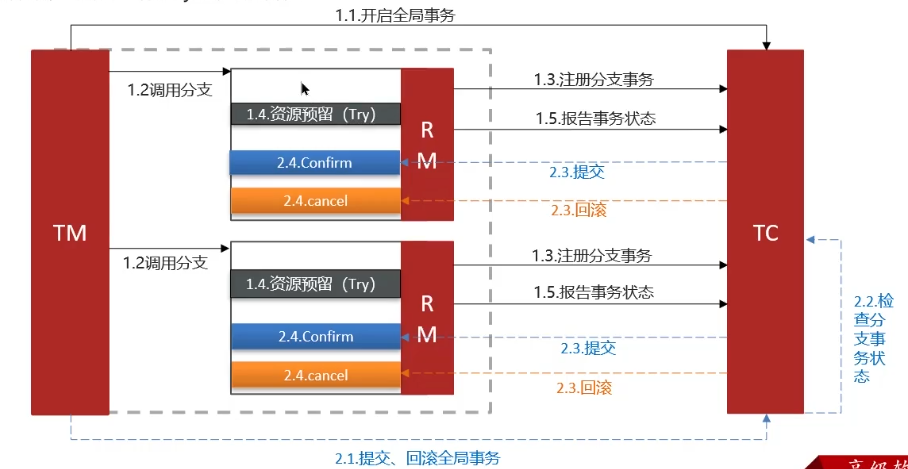 1.1.开启全局事务
TM
1.2调用分支
1.4.资源预留（Try）
2.4.Confirm
2.4.cancel
R
M
1.3.注册分支事务
1.5.报告事务状态
2.3.提交
2.3.回滚
TC
1.2调用分支
1.4.资源预留（Try）
2.4.Confirm
2.4.cancel
R
M
1.3.注册分支事务
1.5.报告事务状态
2.3.提交
2.3.回滚
2.2.检
查分
支事
务状
态
2.1.提交、回滚全局事务